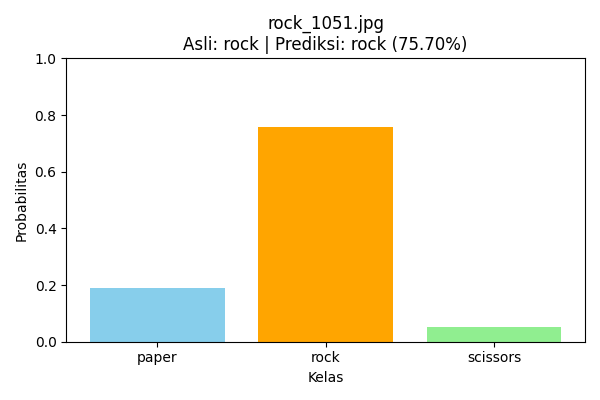 rock_1051.jpg
Asli: rock | Prediksi: rock (75.70%)
1.0
0.8
0.6
0.4
0.2
0.0
Probabilitas
paper
rock
scissors
Kelas